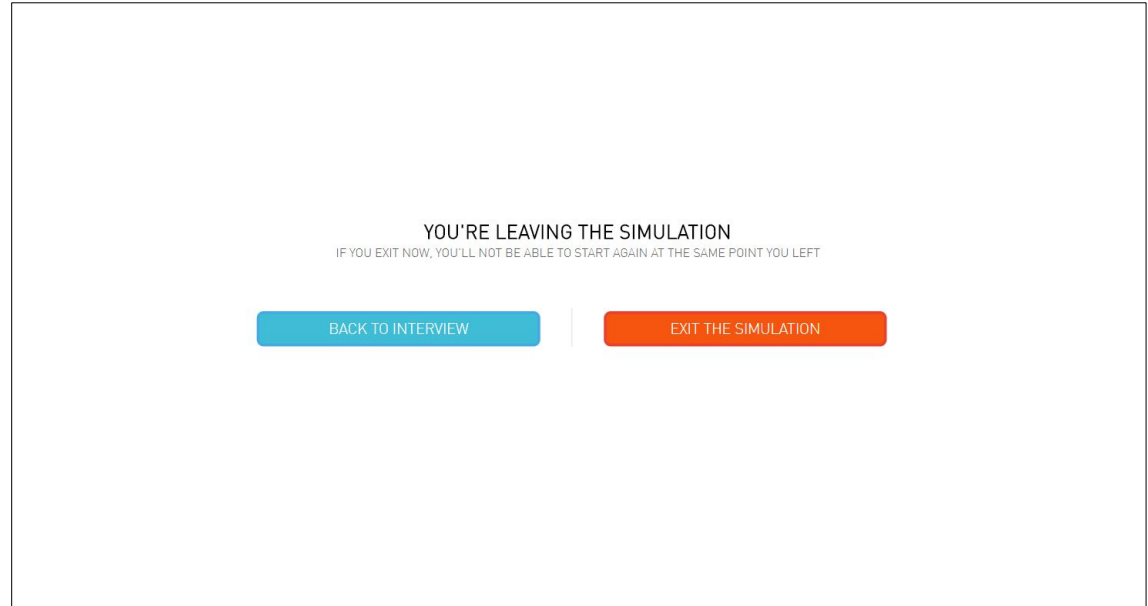 YOU'RE LEAVING THE SIMULATION
IF YOU EXIT NOW, YOU'LL NOT BE ABLE TO START AGAIN AT THE SAME POINT YOU LEFT
BACK TO INTERVIEW
EXIT THE SIMULATION